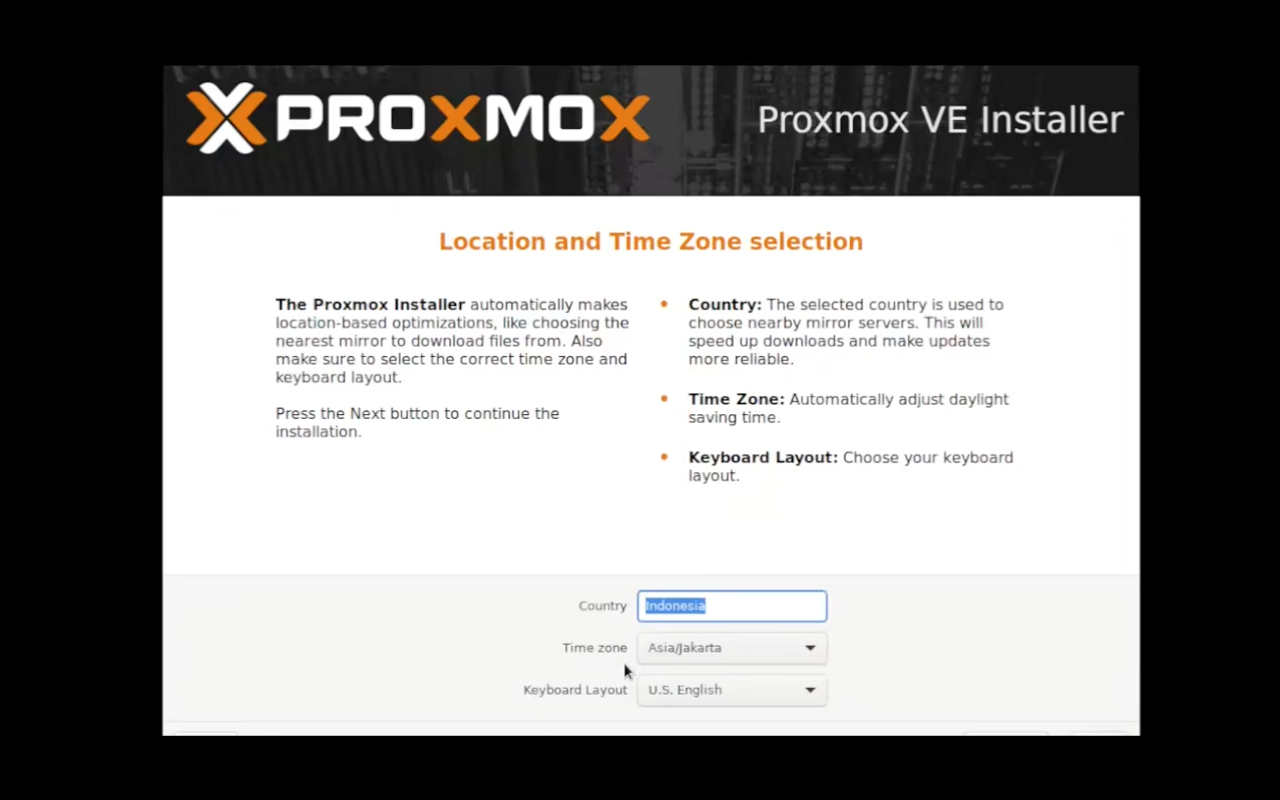 PROXMOX
Proxmox VE Installer
Location and Time Zone selection
The Proxmox Installer automatically makes
location-based optimizations, like choosing the
nearest mirror to download files from. Also
make sure to select the correct time zone and
keyboard layout.
Press the Next button to continue the
installation.
• Country: The selected country is used to
choose nearby mirror servers. This will
speed up downloads and make updates
more reliable.
• Time Zone: Automatically adjust daylight
saving time.
• Keyboard Layout: Choose your keyboard
layout.
Country Indonesia
Time zone Asia/Jakarta
Keyboard Layout U.S. English